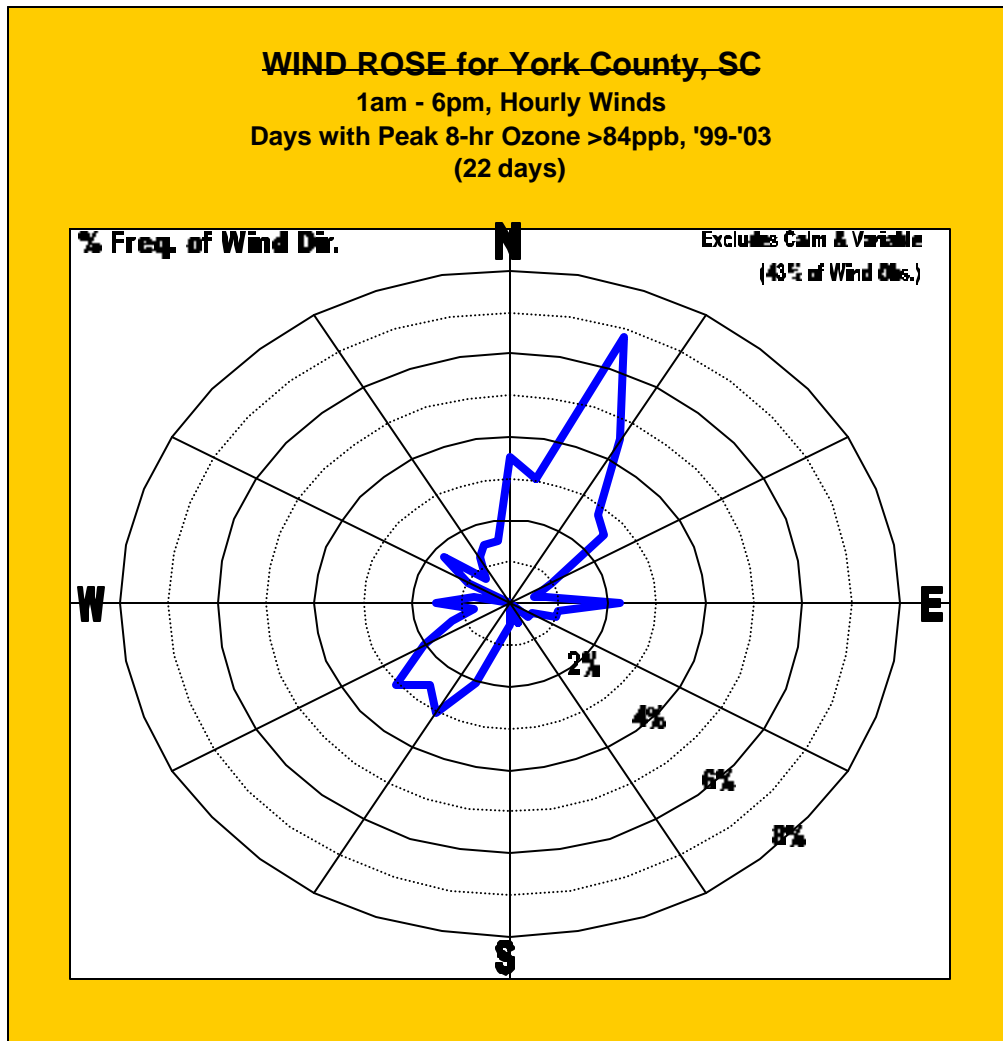 WIND ROSE for York County, SC
1am - 6pm, Hourly Winds
Days with Peak 8-hr Ozone >84ppb, '99-'03
(22 days)
% Freq. of Wind Dir.
N
Excludes Calm & Variable
(43% of Wind Obs.)
W
E
2%
4%
6%
8%
S